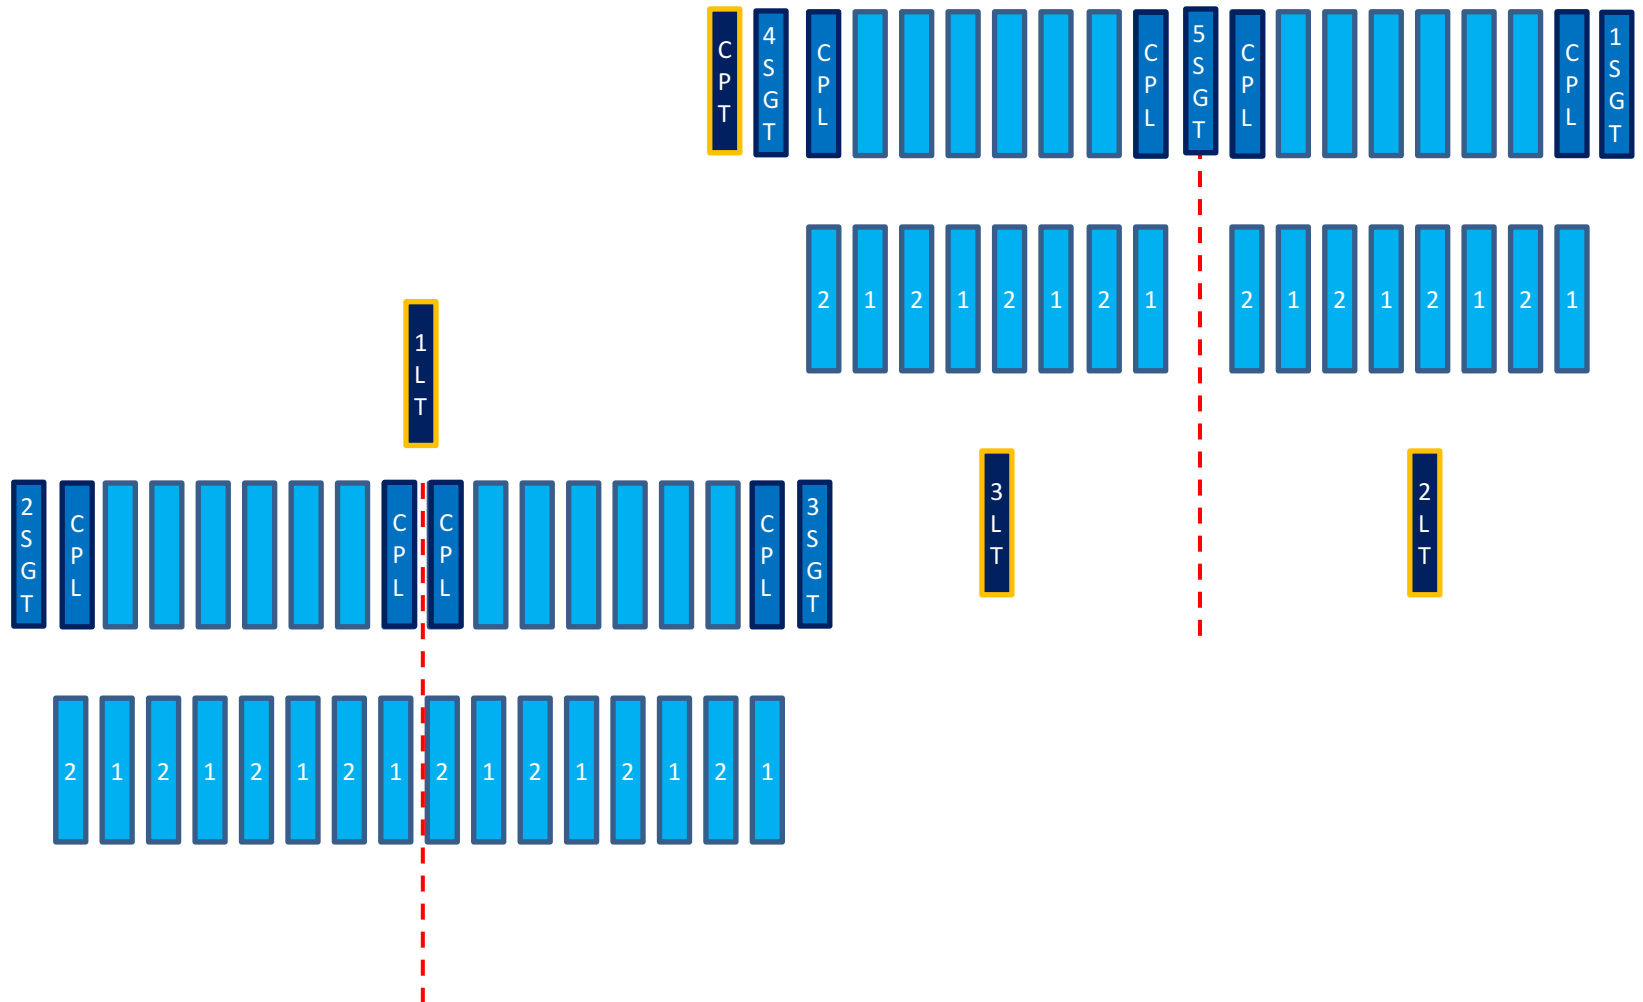 CPT 4SGT CPL CPL 5SGT CPL CPL 1SGT
2 1 2 1 2 1 2 1 2 1 2 1 2 1 2 1
1LT
3LT 2LT
2SGT CPL CPL CPL CPL 3SGT
2 1 2 1 2 1 2 1 2 1 2 1 2 1 2 1